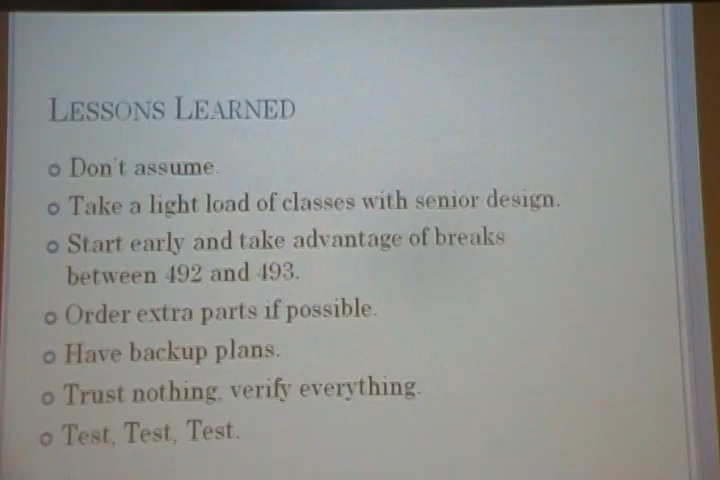 LESSONS LEARNED
Don't assume.
Take a light load of classes with senior design.
Start early and take advantage of breaks
between 492 and 493.
Order extra parts if possible.
Have backup plans.
Trust nothing, verify everything.
Test, Test, Test.